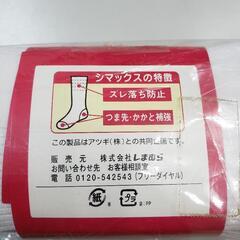 シマックスの特徴
ズレ落ち防止
つま先・かかと補強
この製品はアツギ(株)との共同企画です。
販売元 株式会社しまむら
お問い合わせ先 お客様相談室
電話 0120-542543(フリーダイヤル)
紙
プラ